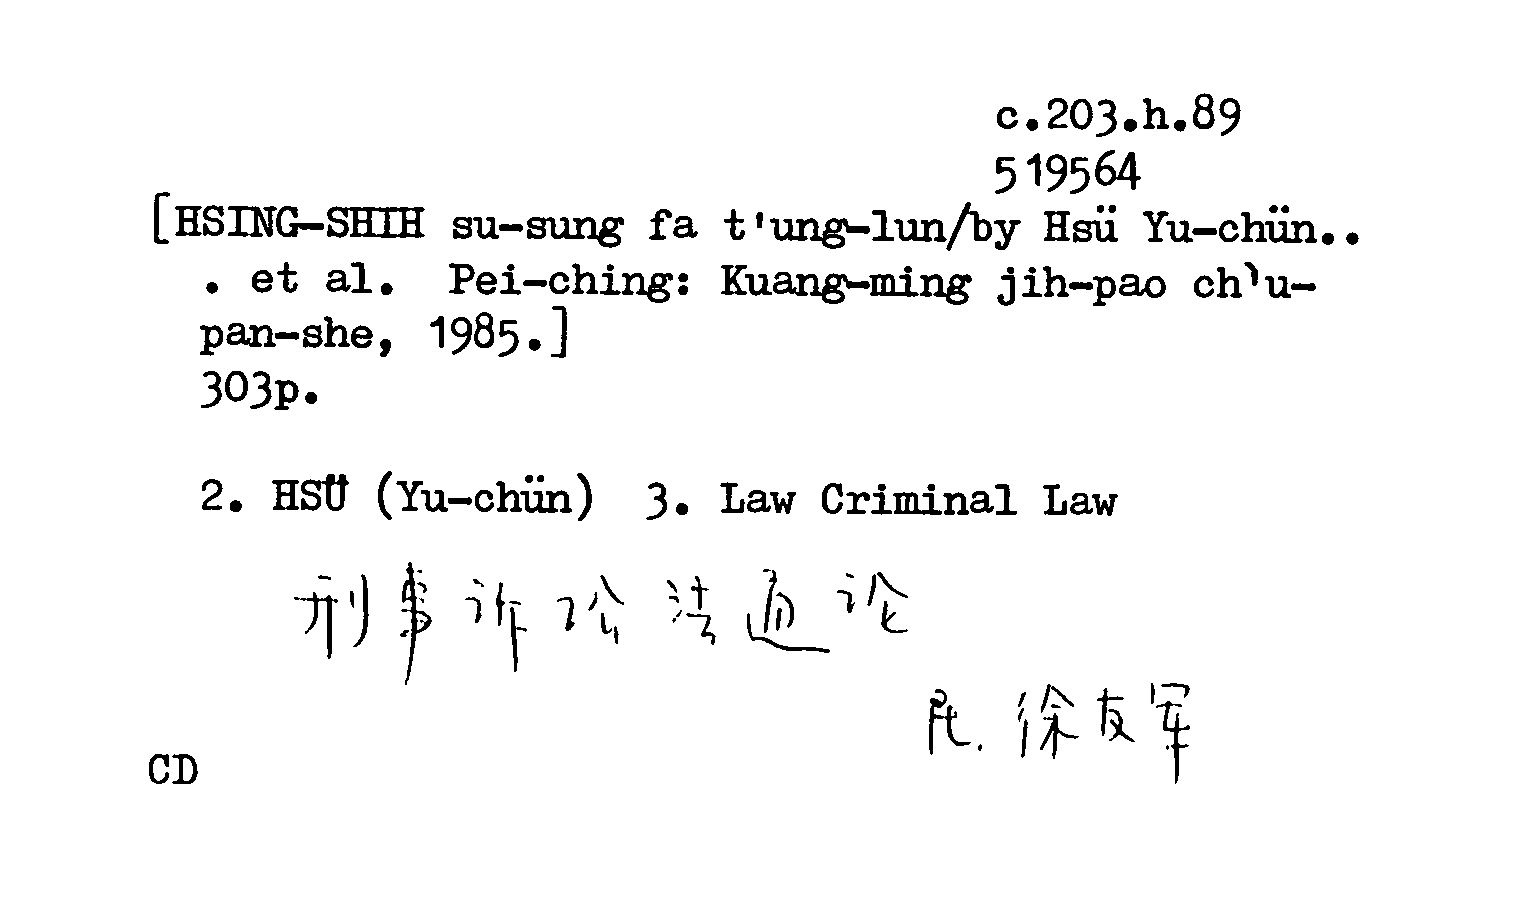 c.203.h.89
519564
[HSING-SHIH su-sung fa t'ung-lun/by Hsü Yu-chün..
. et al. Pei-ching: Kuang-ming jih-pao ch'u-
pan-she, 1985.]
303p.
2. HSÜ (Yu-chün) 3. Law Criminal Law
刑事诉讼法通论
徐友军
CD